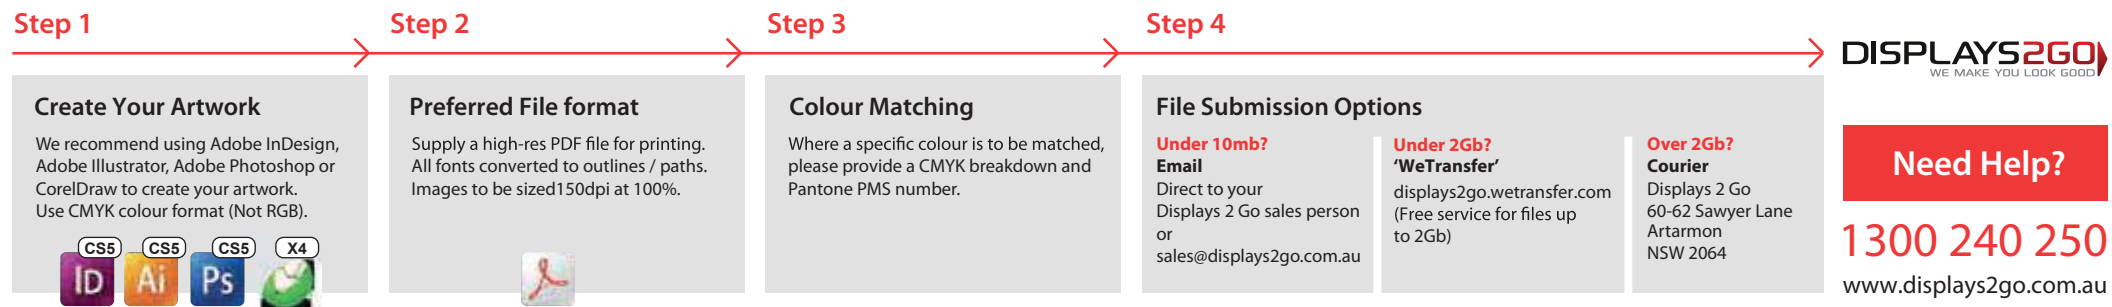 Step 1
Create Your Artwork
We recommend using Adobe InDesign,
Adobe Illustrator, Adobe Photoshop or
CorelDraw to create your artwork.
Use CMYK colour format (Not RGB).
CS5
CS5
CS5
X4
ID
Ai
Ps
Step 2
Preferred File format
Supply a high-res PDF file for printing.
All fonts converted to outlines / paths.
Images to be sized150dpi at 100%.
Step 3
Colour Matching
Where a specific colour is to be matched,
please provide a CMYK breakdown and
Pantone PMS number.
Step 4
File Submission Options
Under 10mb?
Email
Direct to your
Displays 2 Go sales person
or
sales@displays2go.com.au
Under 2Gb?
‘WeTransfer’
displays2go.wetransfer.com
(Free service for files up
to 2Gb)
Over 2Gb?
Courier
Displays 2 Go
60-62 Sawyer Lane
Artarmon
NSW 2064
DISPLAYS2GO
WE MAKE YOU LOOK GOOD
Need Help?
1300 240 250
www.displays2go.com.au